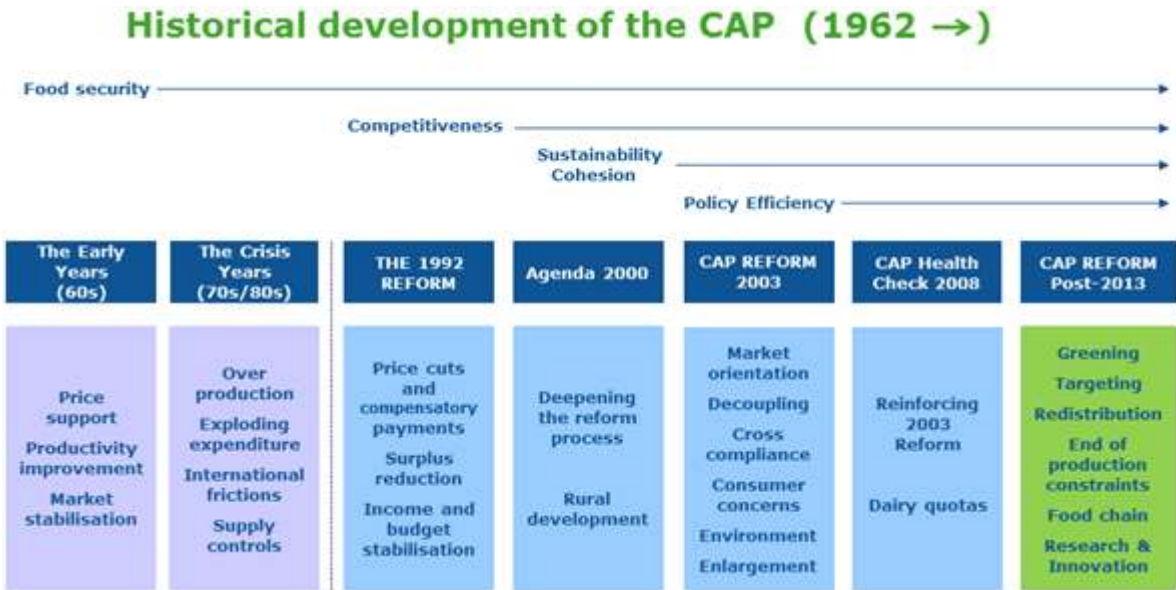 Historical development of the CAP (1962 →)
Food security
Competitiveness
Sustainability
Cohesion
Policy Efficiency
The Early
Years
(60s)
Price
support
Productivity
improvement
Market
stabilisation
The Crisis
Years
(70s/80s)
Over
production
Exploding
expenditure
International
frictions
Supply
controls
THE 1992
REFORM
Price cuts
and
compensatory
payments
Surplus
reduction
Income and
budget
stabilisation
Agenda 2000
Deepening
the reform
process
Rural
development
CAP REFORM
2003
Market
orientation
Decoupling
Cross
compliance
Consumer
concerns
Environment
Enlargement
CAP Health
Check 2008
Reinforcing
2003
Reform
Dairy quotas
CAP REFORM
Post-2013
Greening
Targeting
Redistribution
End of
production
constraints
Food chain
Research &
Innovation